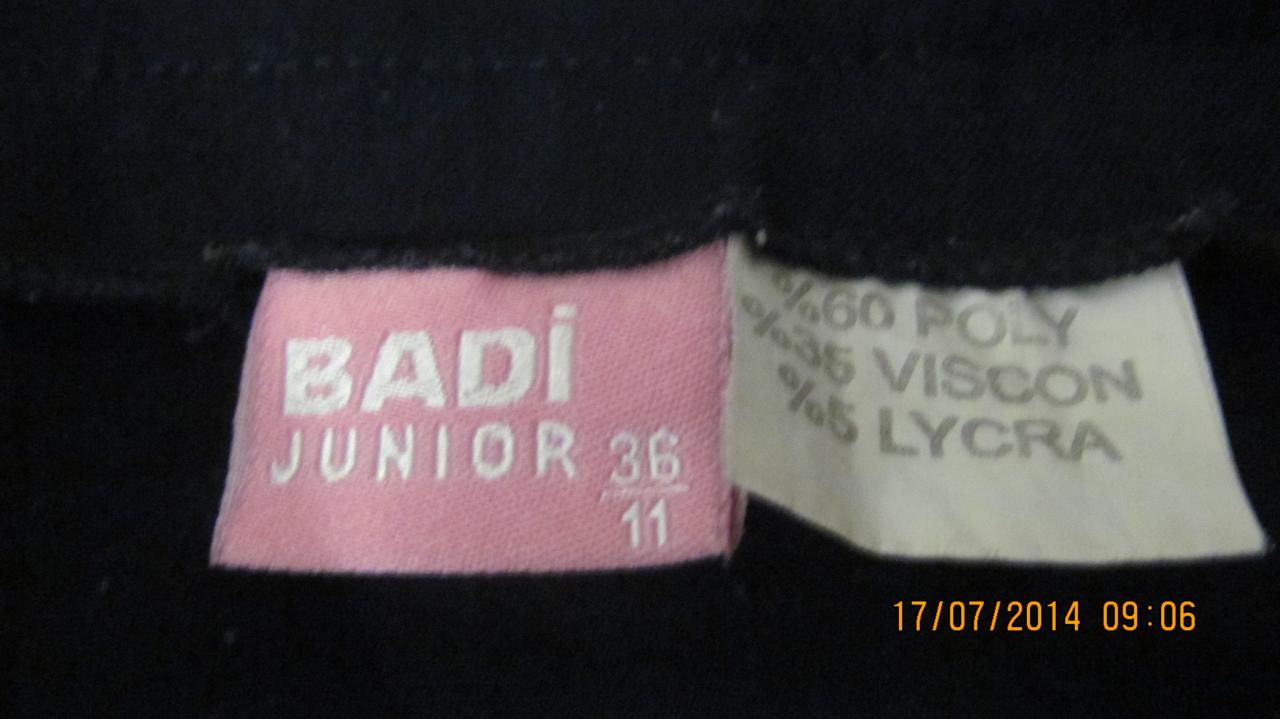 BADİ
JUNIOR
36
11
%60 POLY
%35 VISCON
%5 LYCRA
17/07/2014 09:06